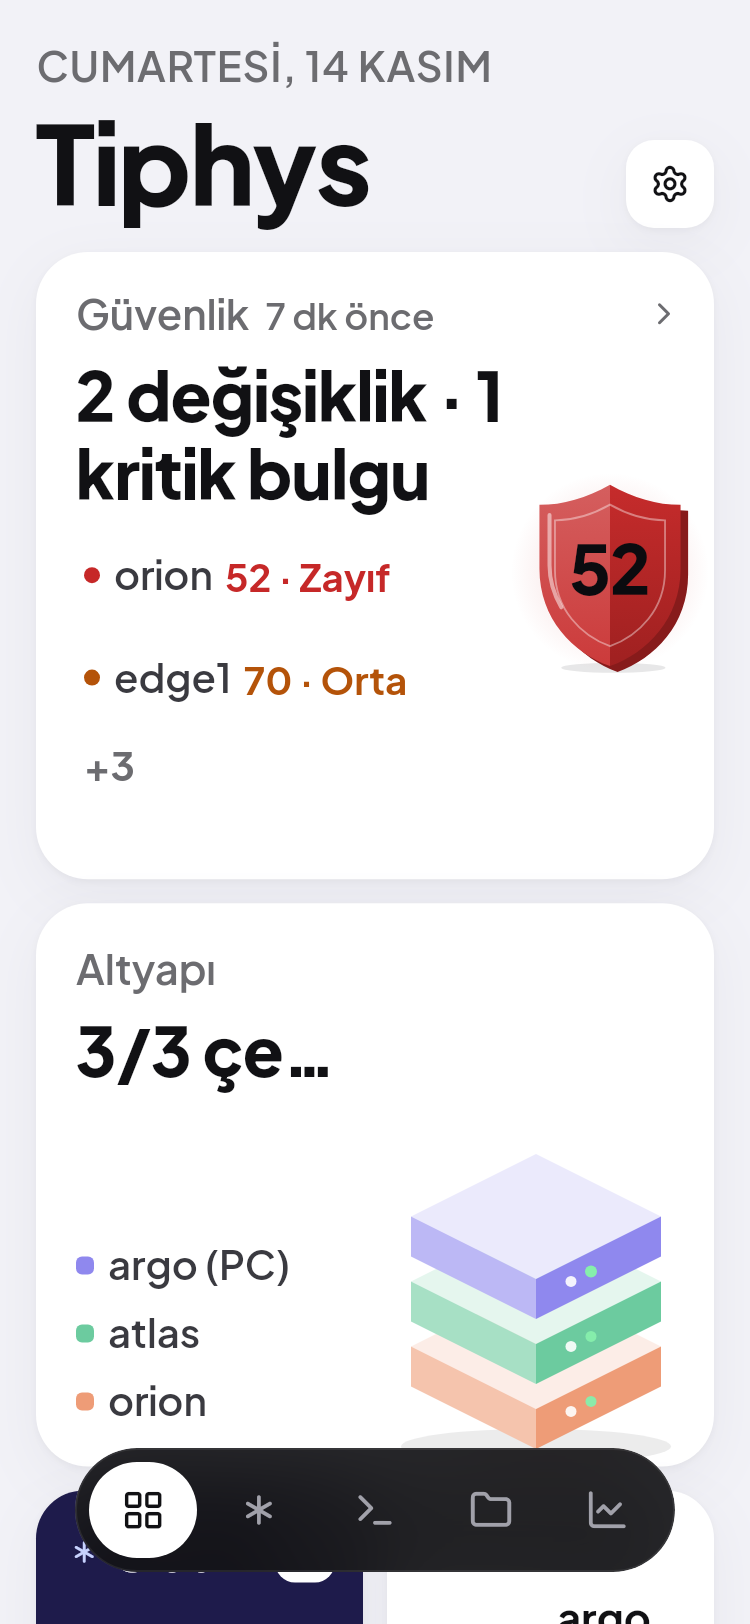 CUMARTESİ, 14 KASIM
Tiphys
Güvenlik 7 dk önce
2 değişiklik · 1
kritik bulgu
orion 52 · Zayıf
52
edge1 70 · Orta
+3
Altyapı
3/3 çe...
argo (PC)
atlas
orion
argo